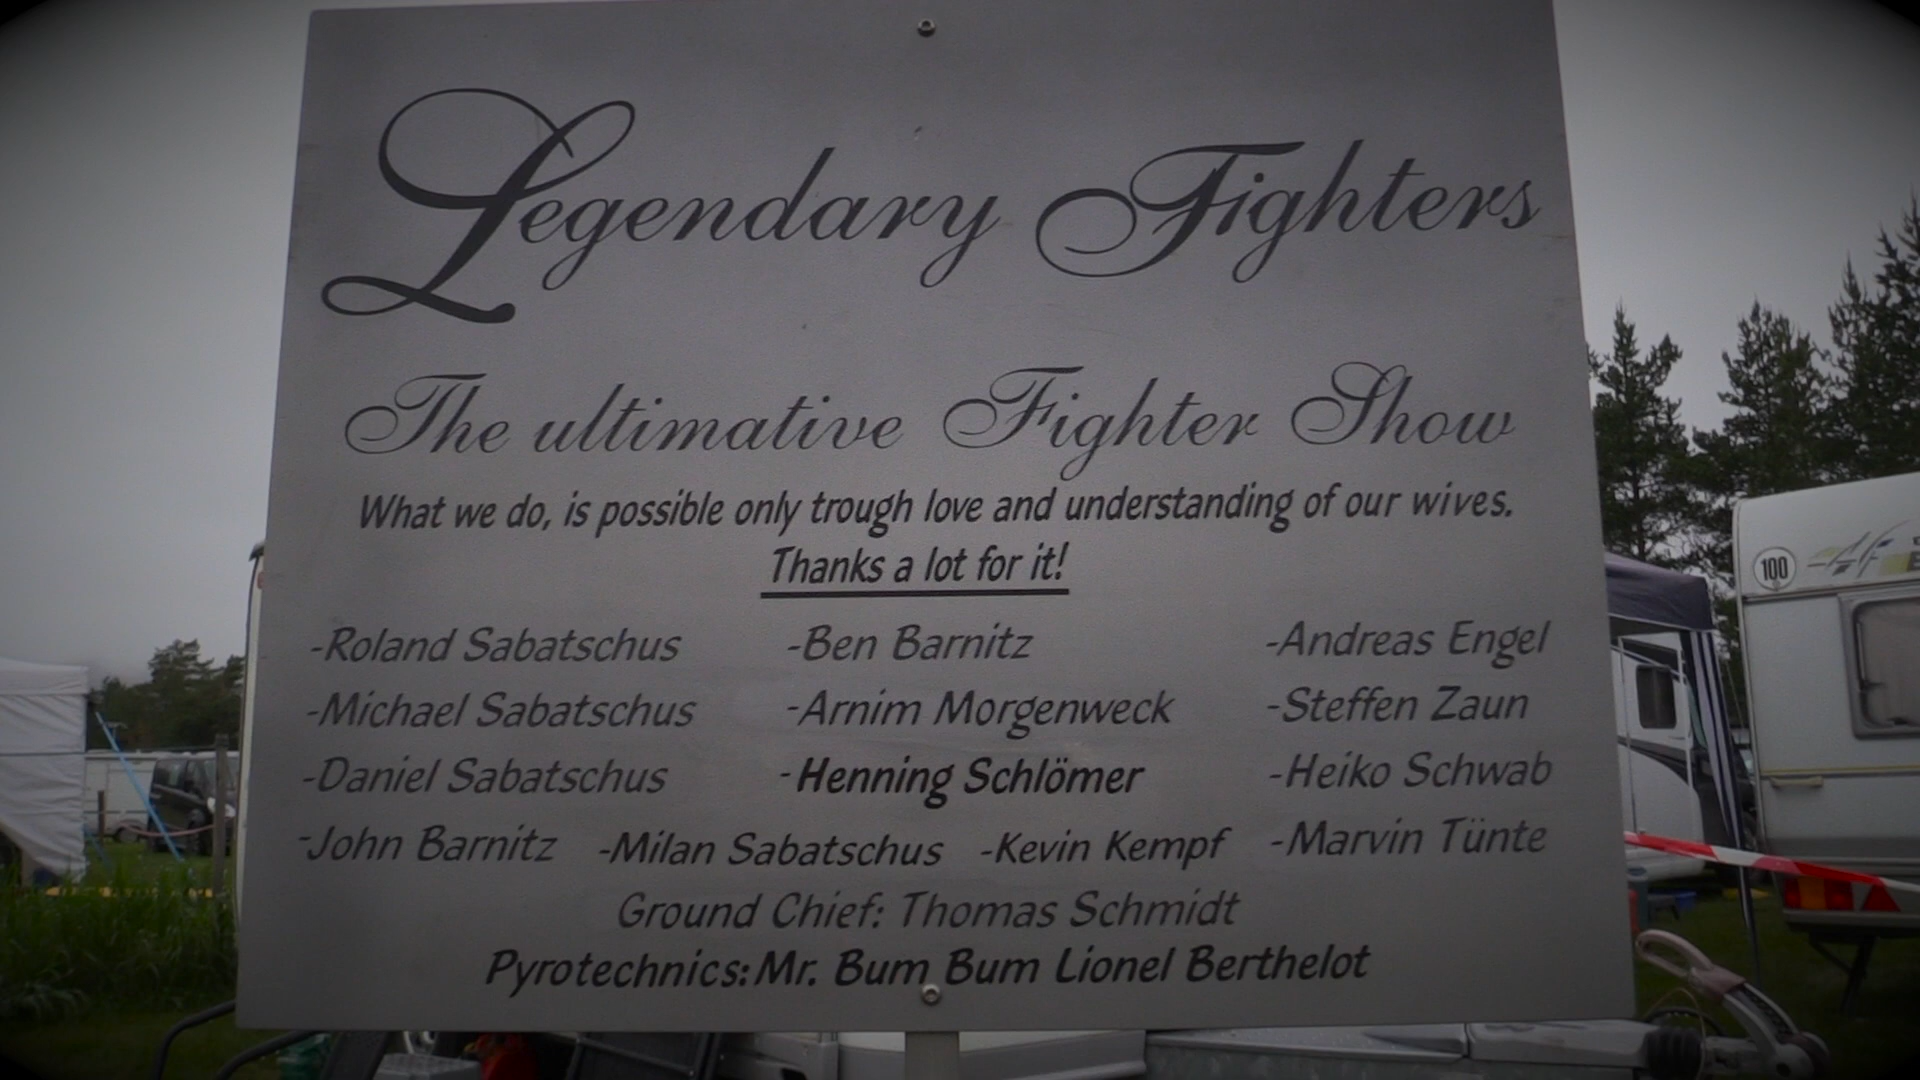 Legendary Fighters
The ultimative Fighter Show
What we do, is possible only trough love and understanding of our wives.
Thanks a lot for it!
-Roland Sabatschus -Ben Barnitz -Andreas Engel
-Michael Sabatschus -Arnim Morgenweck -Steffen Zaun
-Daniel Sabatschus -Henning Schlömer -Heiko Schwab
-John Barnitz -Milan Sabatschus -Kevin Kempf -Marvin Tünte
Ground Chief: Thomas Schmidt
Pyrotechnics: Mr. Bum Bum Lionel Berthelot
100